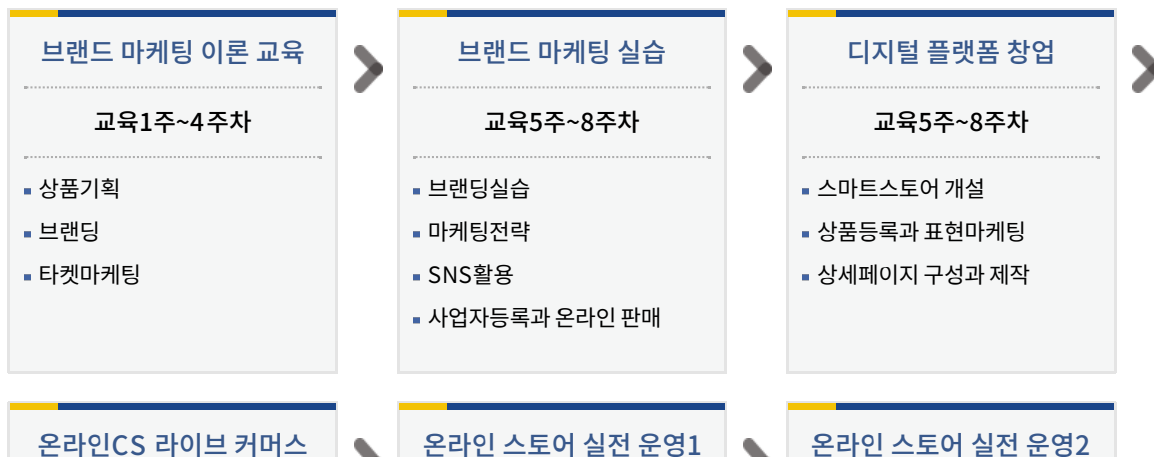 브랜드 마케팅 이론 교육
교육1주~4주차
상품기획
브랜딩
타켓마케팅
브랜드 마케팅 실습
교육5주~8주차
브랜딩실습
마케팅전략
SNS활용
사업자등록과 온라인 판매
디지털 플랫폼 창업
교육5주~8주차
스마트스토어 개설
상품등록과 표현마케팅
상세페이지 구성과 제작
온라인CS 라이브 커머스
온라인 스토어 실전 운영1
온라인 스토어 실전 운영2